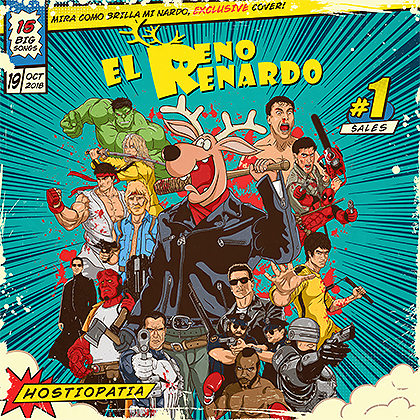 MIRA COMO BRILLA MI NARDO, EXCLUSIVE COVER!
15
BIG
SONGS
19
OCT
2018
EL RENO
RENARDO
#1
SALES
HOSTIOPATIA